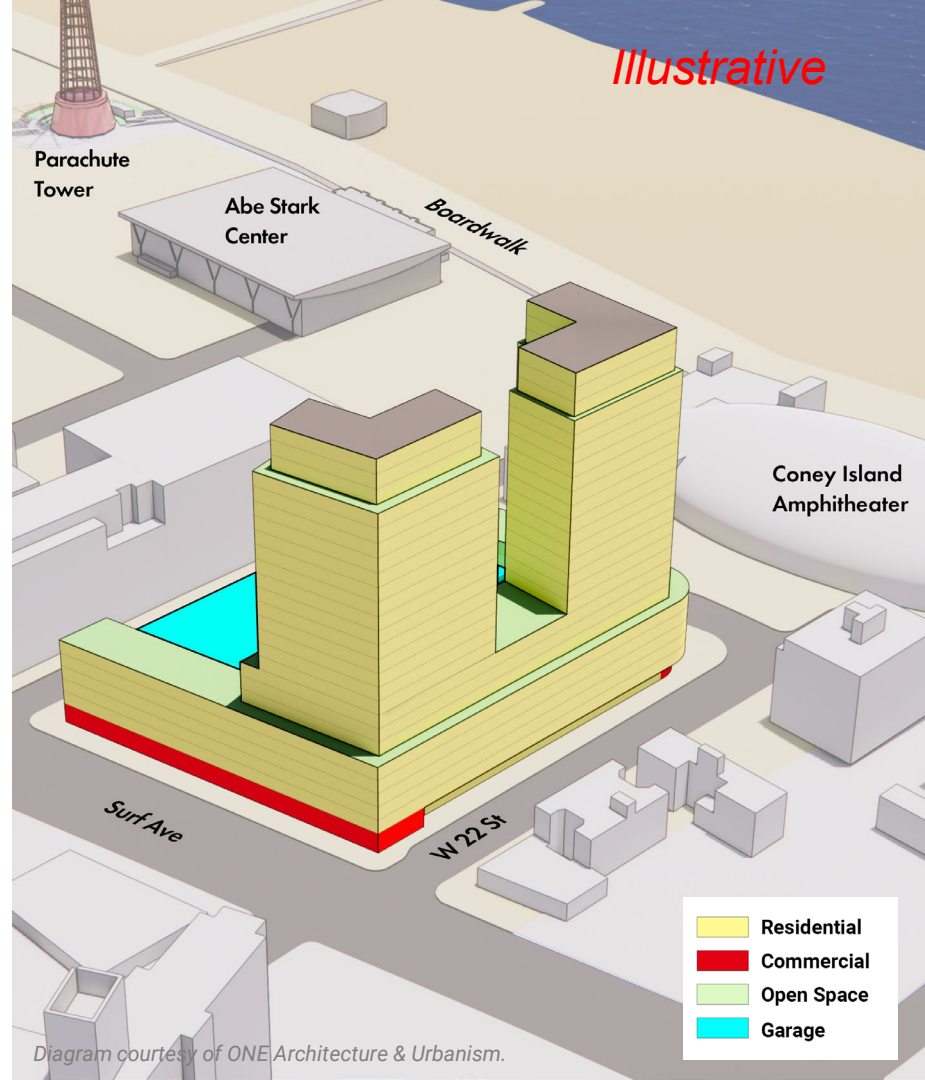 Illustrative
Parachute
Tower
Abe Stark
Center
Boardwalk
Coney Island
Amphitheater
Surf Ave
W 22 St
Residential
Commercial
Open Space
Garage
Diagram courtesy of ONE Architecture & Urbanism.